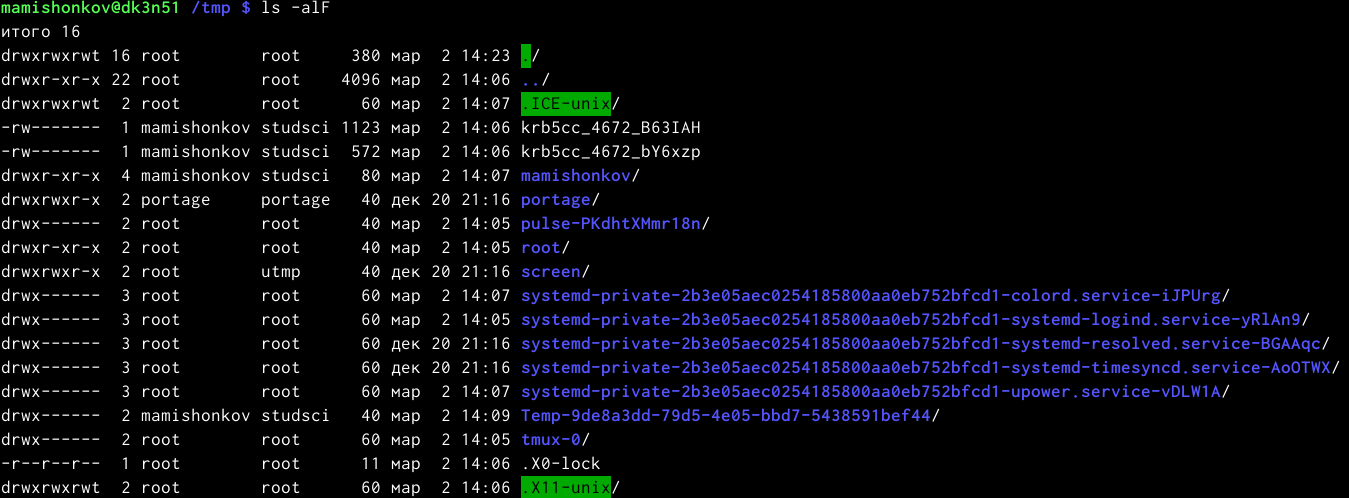 mamishonkov@dk3n51 /tmp $ ls -alF
итого 16
drwxrwxrwt 16 root       root     380 мар  2 14:23 ./
drwxr-xr-x 22 root       root    4096 мар  2 14:06 ../
drwxrwxrwt  2 root       root      60 мар  2 14:07 .ICE-unix/
-rw-------  1 mamishonkov studsci 1123 мар  2 14:06 krb5cc_4672_B63IAH
-rw-------  1 mamishonkov studsci  572 мар  2 14:06 krb5cc_4672_bY6xzp
drwxr-xr-x  4 mamishonkov studsci   80 мар  2 14:07 mamishonkov/
drwxrwxr-x  2 portage     portage   40 дек 20 21:16 portage/
drwx------  2 root        root      40 мар  2 14:05 pulse-PKdhtXMmr18n/
drwxr-xr-x  2 root        root      40 мар  2 14:05 root/
drwxrwxr-x  2 root        utmp      40 дек 20 21:16 screen/
drwx------  3 root        root      60 мар  2 14:07 systemd-private-2b3e05aec0254185800aa0eb752bfcd1-colord.service-iJPUrg/
drwx------  3 root        root      60 мар  2 14:05 systemd-private-2b3e05aec0254185800aa0eb752bfcd1-systemd-logind.service-yRlAn9/
drwx------  3 root        root      60 дек 20 21:16 systemd-private-2b3e05aec0254185800aa0eb752bfcd1-systemd-resolved.service-BGAAqc/
drwx------  3 root        root      60 дек 20 21:16 systemd-private-2b3e05aec0254185800aa0eb752bfcd1-systemd-timesyncd.service-AoOTWX/
drwx------  3 root        root      60 мар  2 14:07 systemd-private-2b3e05aec0254185800aa0eb752bfcd1-upower.service-vDLW1A/
drwx------  2 mamishonkov studsci   40 мар  2 14:09 Temp-9de8a3dd-79d5-4e05-bbd7-5438591bef44/
drwx------  2 root        root      60 мар  2 14:05 tmux-0/
-r--r--r--  1 root        root      11 мар  2 14:06 .X0-lock
drwxrwxrwt  2 root        root      60 мар  2 14:06 .X11-unix/